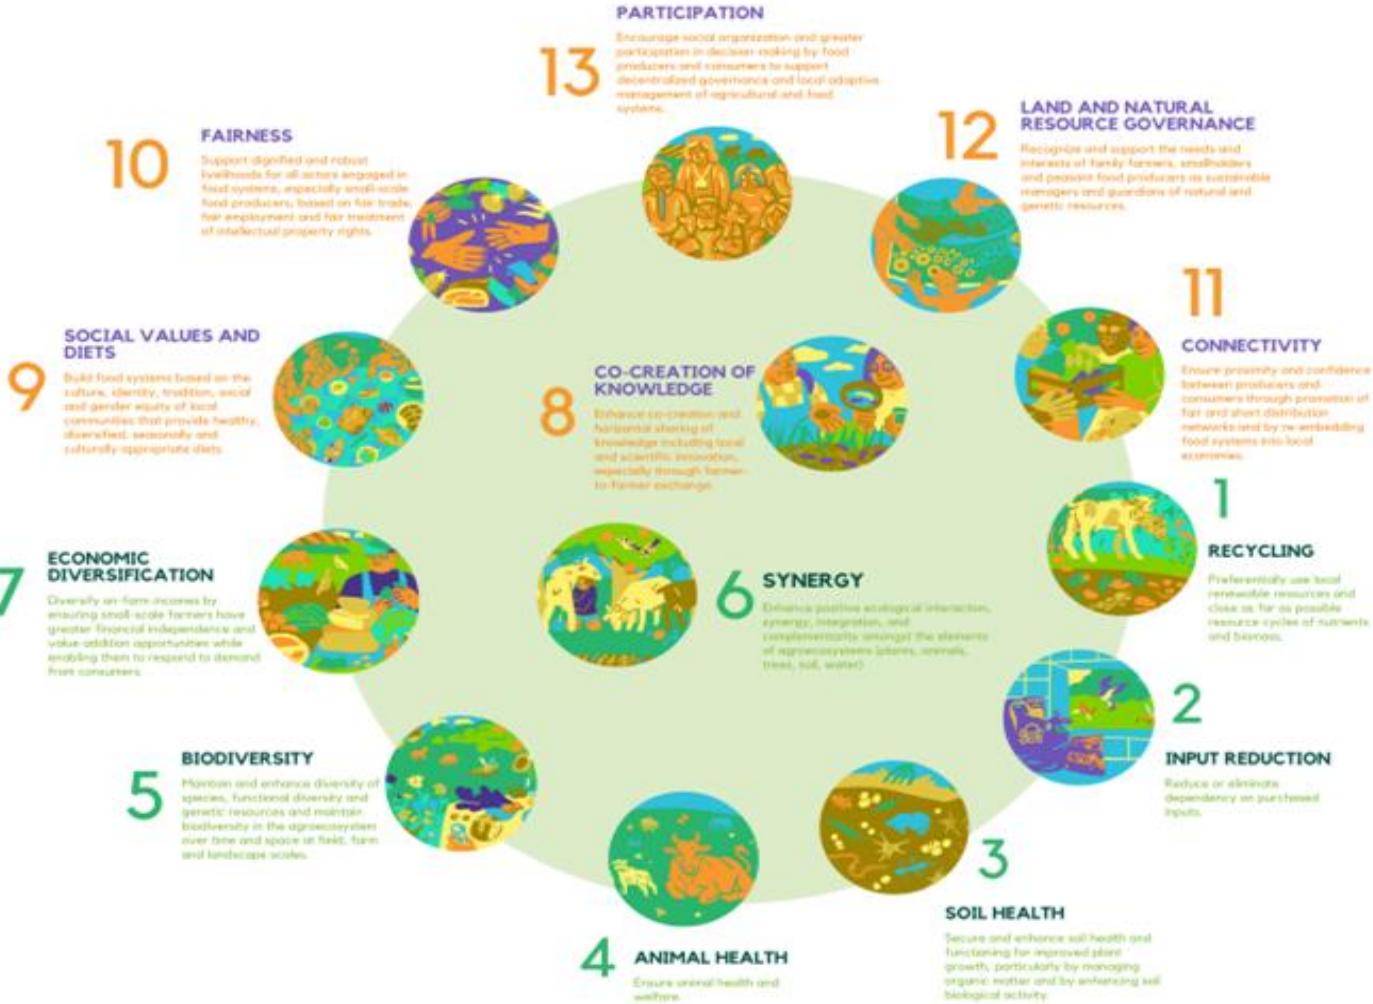 13
PARTICIPATION
Encourage social organization and greater
participation in decision-making by food
producers and consumers to support
decentralized governance and local adaptive
management of agricultural and food
systems.
12
LAND AND NATURAL
RESOURCE GOVERNANCE
Recognize and support the needs and
interests of family farmers, smallholders
and peasant food producers as sustainable
managers and guardians of natural and
genetic resources.
10
FAIRNESS
Support dignified and robust
livelihoods for all actors engaged in
food systems, especially small-scale
food producers, based on fair trade,
fair employment and fair treatment
of intellectual property rights.
11
CONNECTIVITY
Ensure proximity and confidence
between producers and
consumers through promotion of
fair and short distribution
networks and by re-embedding
food systems into local
economies.
9
SOCIAL VALUES AND
DIETS
Build food systems based on the
culture, identity, tradition, social
and gender equity of local
communities that provide healthy,
diversified, seasonally and
culturally appropriate diets.
8
CO-CREATION OF
KNOWLEDGE
Enhance co-creation and
horizontal sharing of
knowledge including local
and scientific innovation,
especially through farmer-
to-farmer exchange.
1
RECYCLING
Preferentially use local
renewable resources and
close as far as possible
resource cycles of nutrients
and biomass.
7
ECONOMIC
DIVERSIFICATION
Diversify on-farm incomes by
ensuring small-scale farmers have
greater financial independence and
value addition opportunities while
enabling them to respond to demand
from consumers.
6
SYNERGY
Enhance positive ecological interaction,
synergy, integration, and
complementarity amongst the elements
of agroecosystems (plants, animals,
trees, soil, water)
2
INPUT REDUCTION
Reduce or eliminate
dependency on purchased
inputs.
5
BIODIVERSITY
Maintain and enhance diversity of
species, functional diversity and
genetic resources and maintain
biodiversity in the agroecosystem
over time and space at field, farm
and landscape scales.
3
SOIL HEALTH
Secure and enhance soil health and
functioning for improved plant
growth, particularly by managing
organic matter and by enhancing soil
biological activity.
4
ANIMAL HEALTH
Ensure animal health and
welfare.